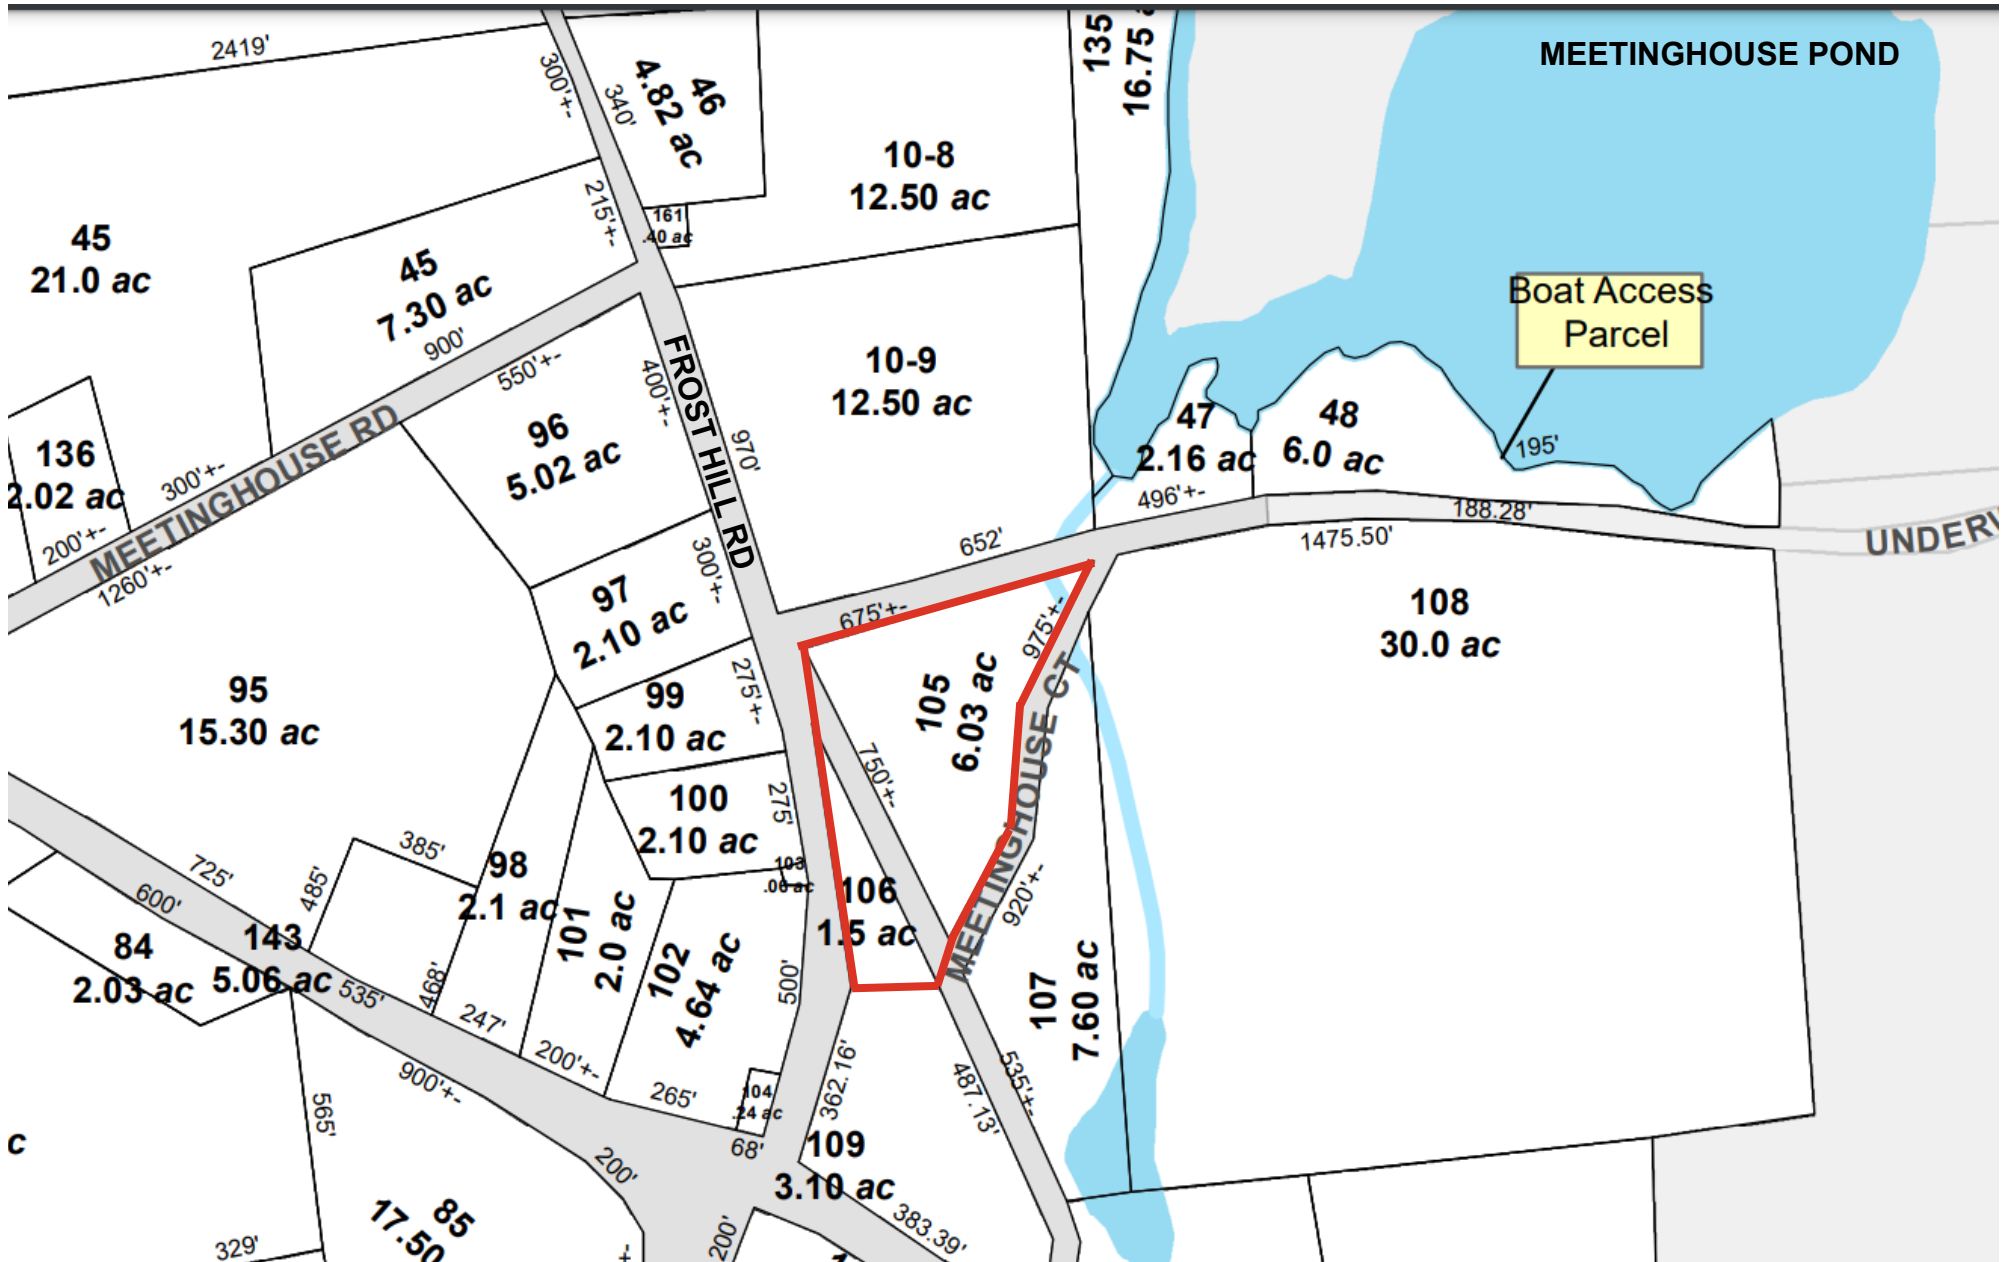 2419'
300'+-
340'
46
4.82 ac
135
MEETINGHOUSE POND
10-8
12.50 ac
215'+-
161
.40 ac
45
21.0 ac
45
7.30 ac
900'
550'+-
400'+-
FROST HILL RD
970'
10-9
12.50 ac
Boat Access
Parcel
47
2.16 ac
48
6.0 ac
195'
136
2.02 ac
300'+-
200'+-
MEETINGHOUSE RD
1260'+-
96
5.02 ac
496'+-
188.28'
1475.50'
652'
300'+-
97
2.10 ac
675'+-
975'+-
108
30.0 ac
95
15.30 ac
99
2.10 ac
275'+-
105
6.03 ac
MEETINGHOUSE CT
750'+-
100
2.10 ac
275'
103
.06 ac
106
1.5 ac
920'+-
385'
485'
725'
600'
98
2.1 ac
101
2.0 ac
102
4.64 ac
500'
84
2.03 ac
143
5.06 ac
535'
468'
247'
200'+-
265'
104
.24 ac
68'
362.16'
487.13'
535'+-
107
7.60 ac
109
3.10 ac
383.39'
900'+-
565'
200'
200'
85
17.50
329'